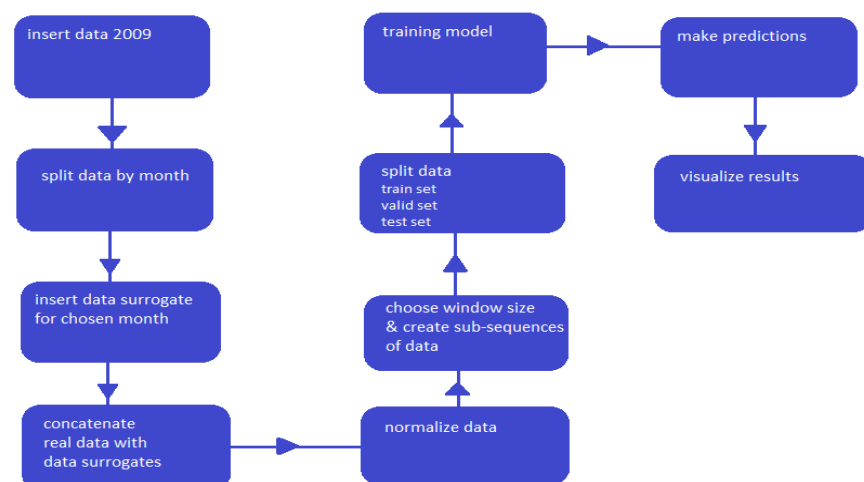 insert data 2009
split data by month
insert data surrogate
for chosen month
concatenate
real data with
data surrogates
normalize data
choose window size
& create sub-sequences
of data
split data
train set
valid set
test set
training model
make predictions
visualize results